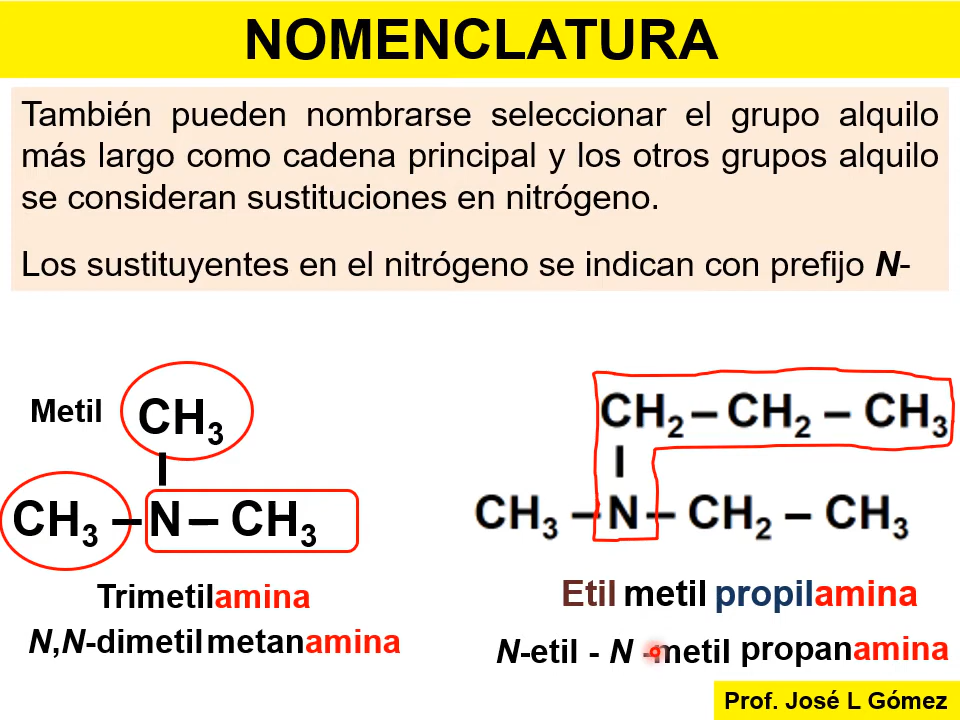 NOMENCLATURA
También pueden nombrarse seleccionar el grupo alquilo
más largo como cadena principal y los otros grupos alquilo
se consideran sustituciones en nitrógeno.
Los sustituyentes en el nitrógeno se indican con prefijo N-
Metil
CH3
CH3 – N – CH3
Trimetilamina
N,N-dimetil metanamina
CH2 – CH2 – CH3
CH3 – N – CH2 – CH3
Etil metil propilamina
N-etil - N -metil propanamina
Prof. José L Gómez